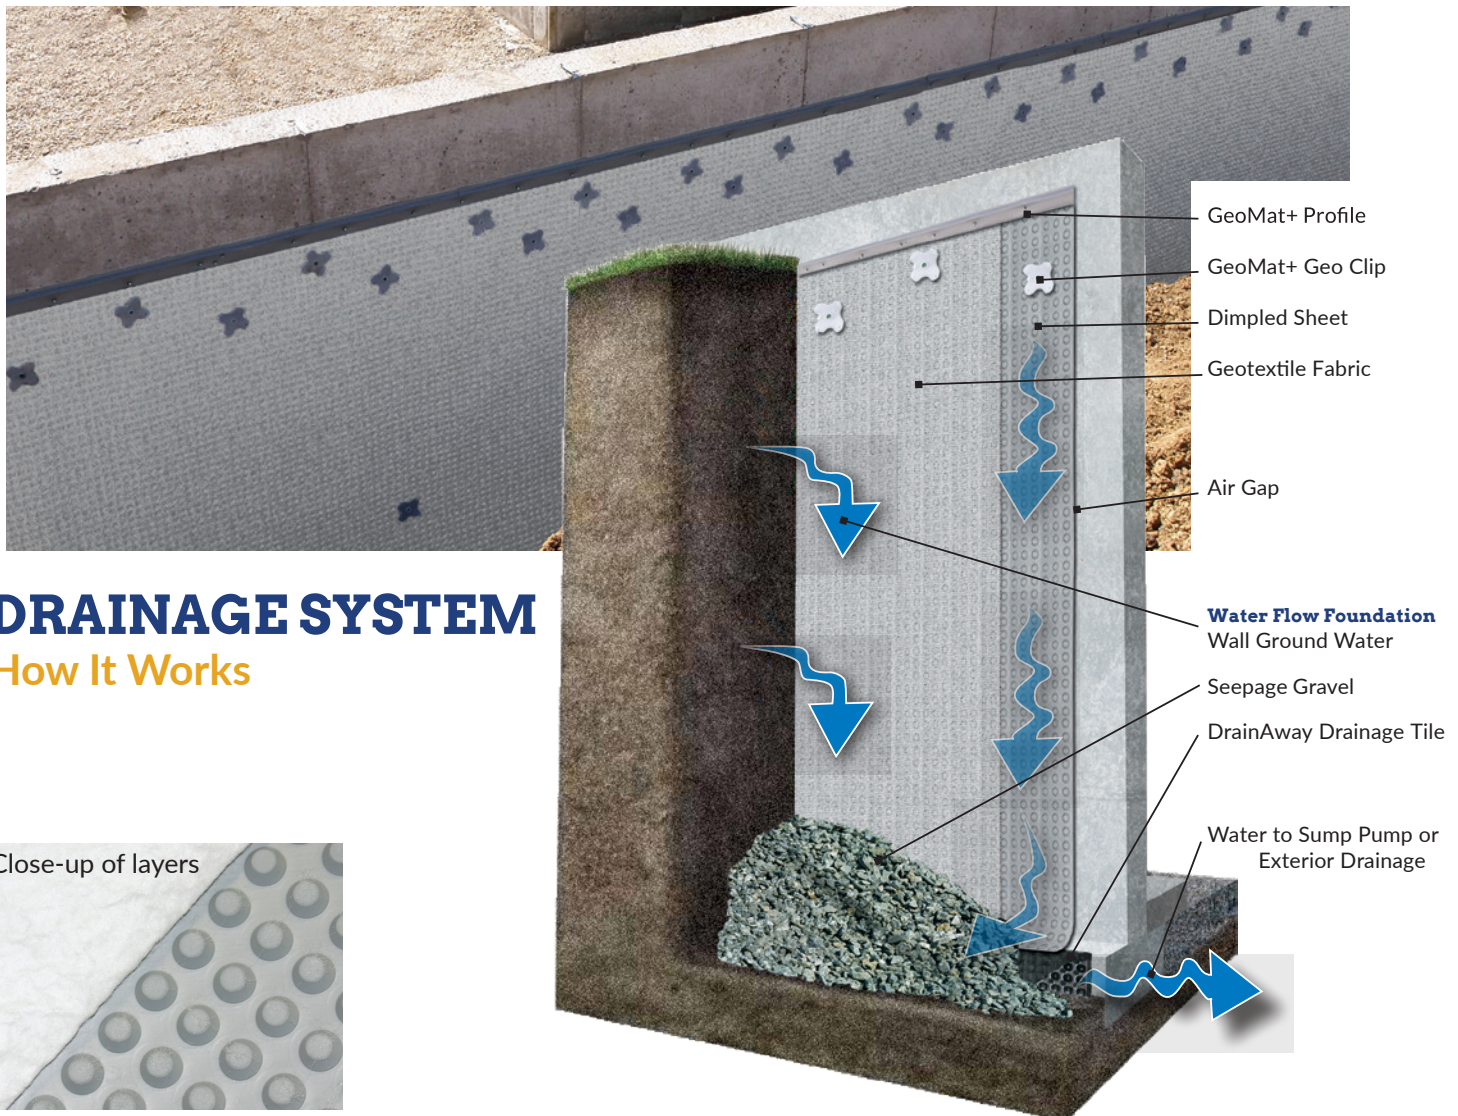 GeoMat+ Profile
GeoMat+ Geo Clip
Dimpled Sheet
Geotextile Fabric
Air Gap
DRAINAGE SYSTEM
How It Works
Water Flow Foundation
Wall Ground Water
Seepage Gravel
DrainAway Drainage Tile
Water to Sump Pump or
Exterior Drainage
Close-up of layers